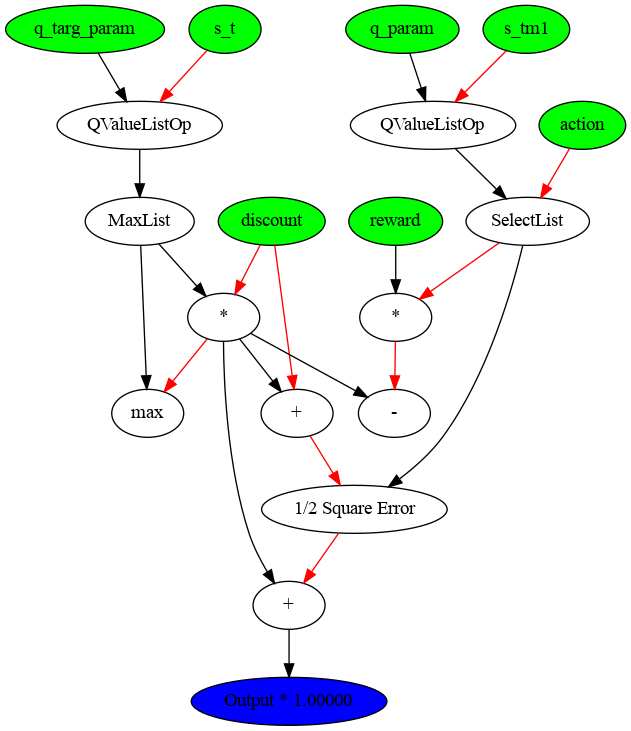 q_targ_param
s_t
q_param
s_tm1
QValueListOp
QValueListOp
action
MaxList
discount
reward
SelectList
*
*
max
+
-
1/2 Square Error
+
Output * 1.00000